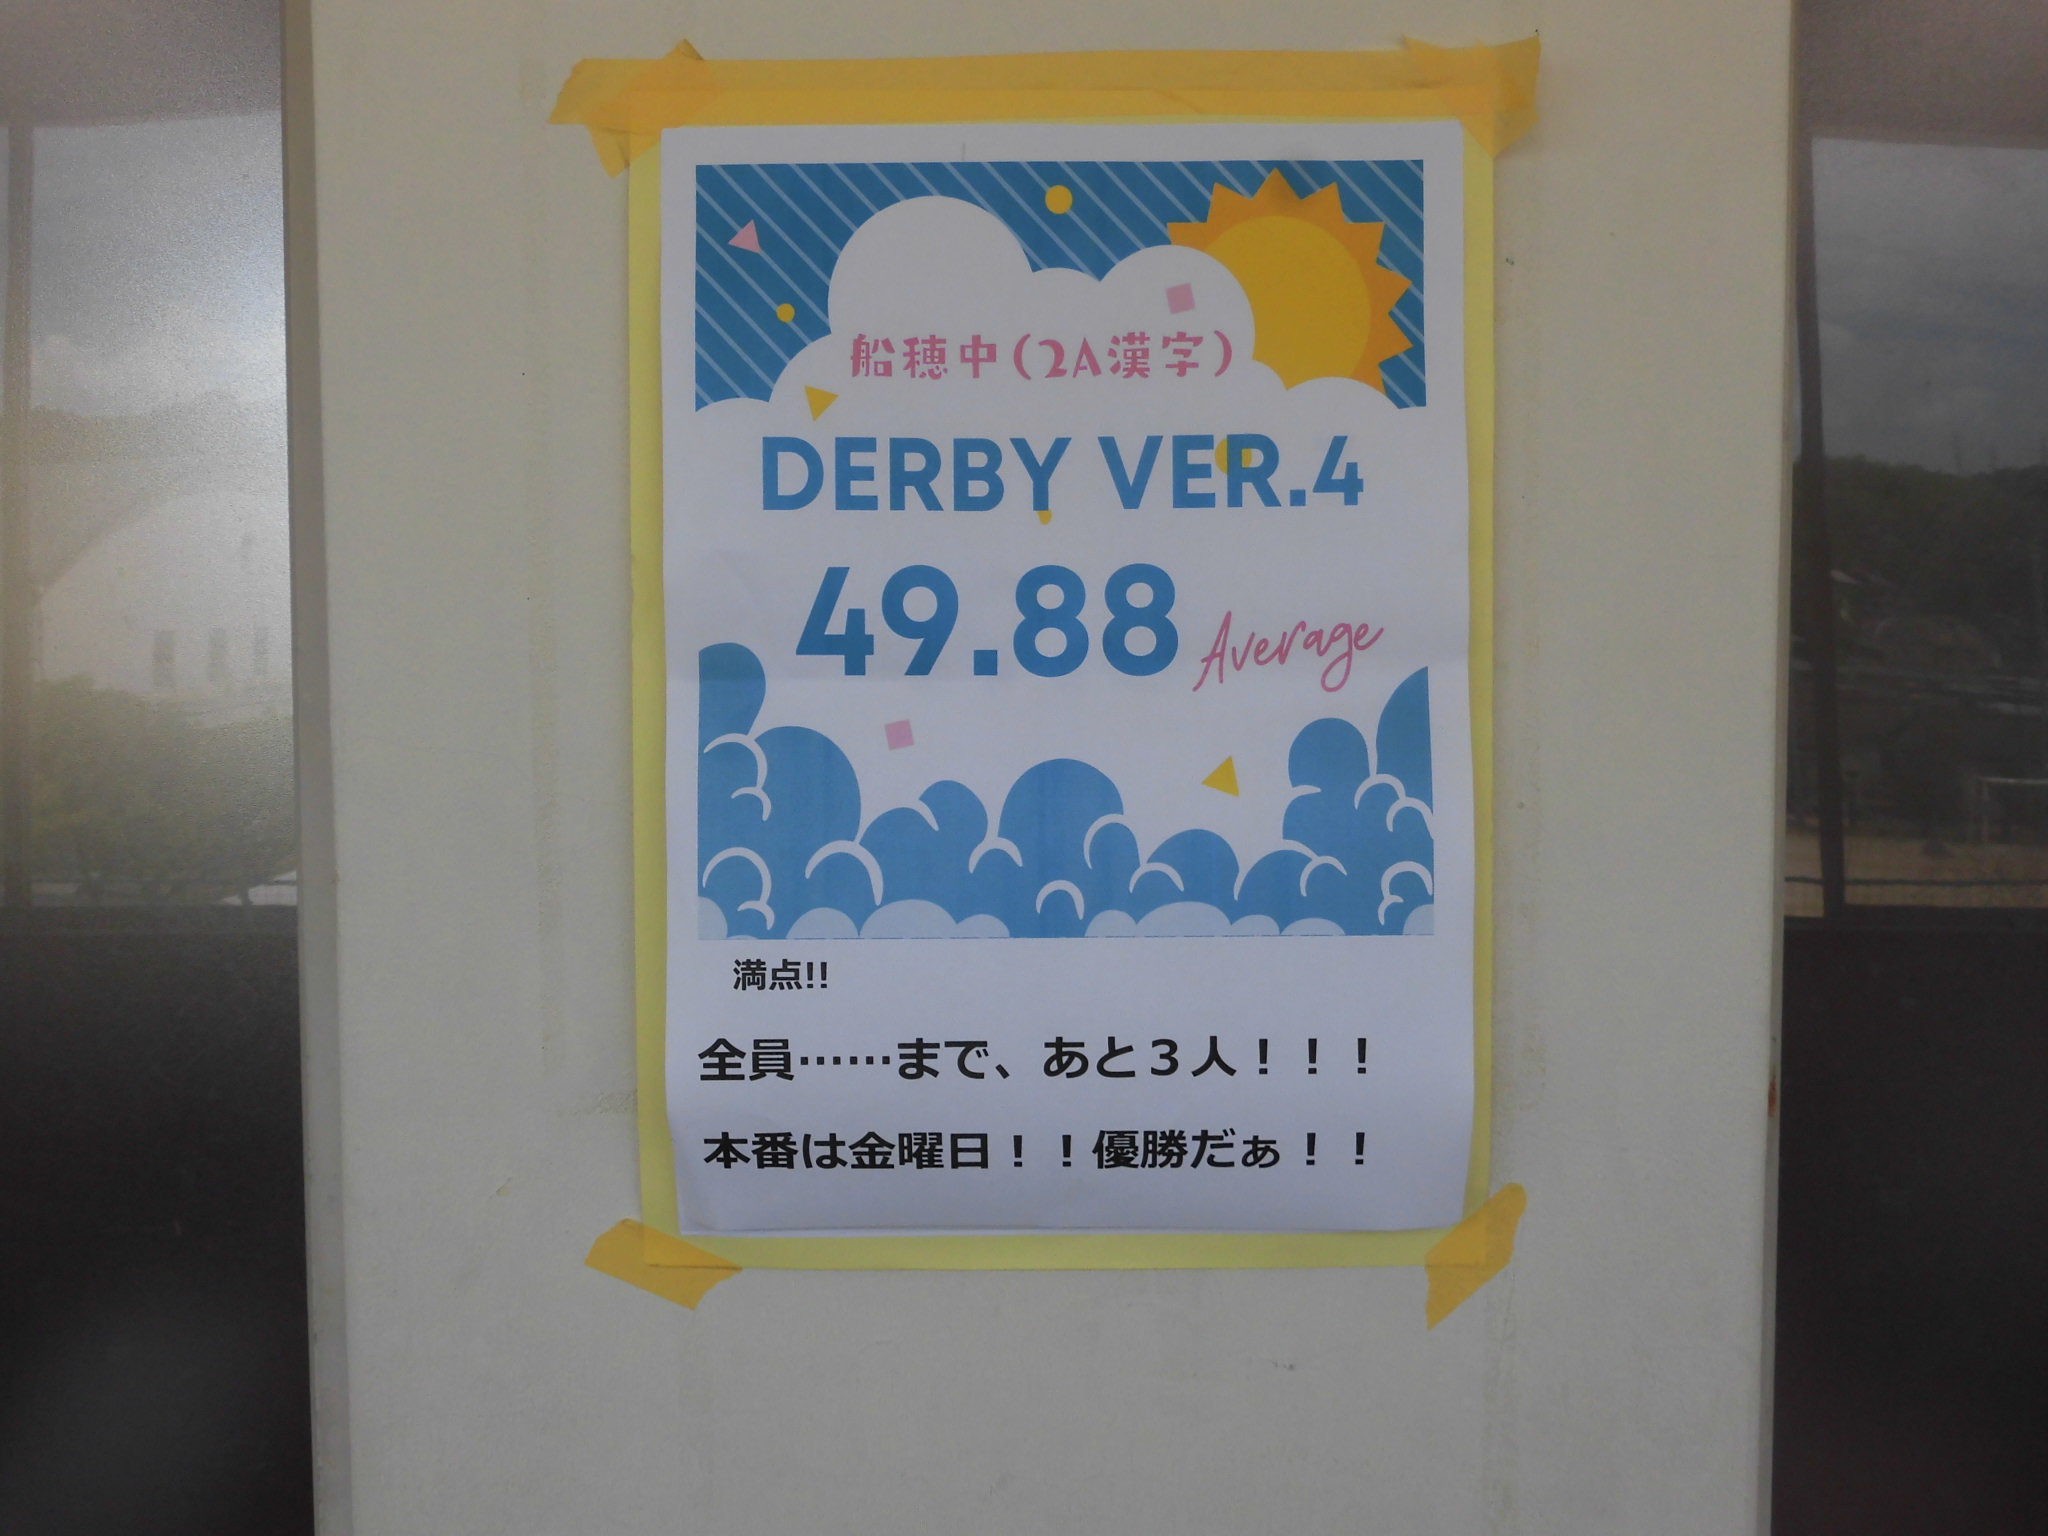 船穂中（2A漢字）
DERBY VER.4
49.88 Average
満点!!
全員……まで、あと３人！！！
本番は金曜日！！優勝だぁ！！